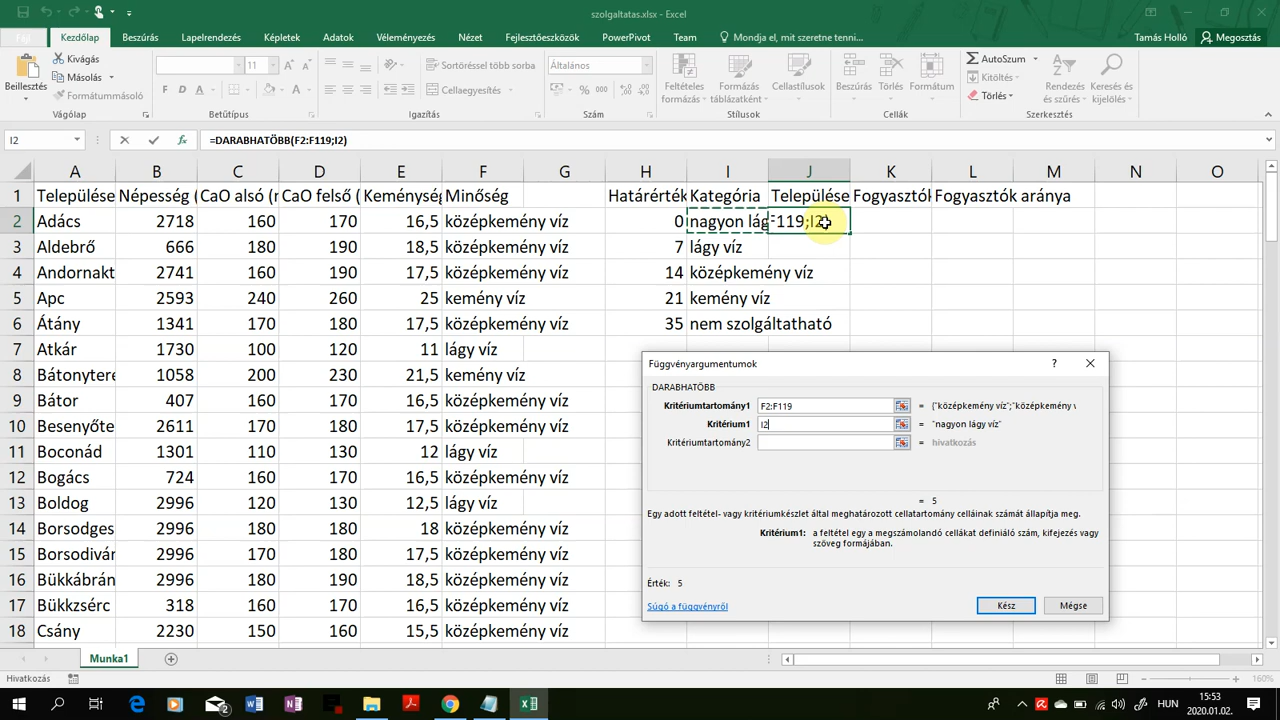 szolgaltatas.xlsx - Excel
Fájl Kezdőlap Beszúrás Lapelrendezés Képletek Adatok Véleményezés Nézet Fejlesztőeszközök PowerPivot Team Mondja el, mit szeretne tenni... Tamás Holló Megosztás
Beillesztés
Kivágás
Másolás
Formátummásoló
Vágólap
11
F D A
Betűtípus
Sortöréssel több sorba
Cellaegyesítés
Igazítás
Általános
% 000
Szám
Feltételes formázás
Formázás táblázatként
Cellastílusok
Stílusok
Beszúrás Törlés Formátum
Cellák
AutoSzum
Kitöltés
Törlés
Rendezés és szűrés
Keresés és kijelölés
Szerkesztés
I2 fx =DARABHATÖBB(F2:F119;I2)
A B C D E F G H I J K L M N O
1 Települése Népesség ( CaO alsó (r CaO felső ( Keménység Minőség Határérték Kategória Települése Fogyasztók Fogyasztók aránya
2 Adács 2718 160 170 16,5 középkemény víz 0 nagyon lág F119;I2)
3 Aldebrő 666 180 190 18,5 középkemény víz 7 lágy víz
4 Andornakt 2741 160 170 16,5 középkemény víz 14 középkemény víz
5 Apc 2593 240 260 25 kemény víz 21 kemény víz
6 Átány 1341 170 180 17,5 középkemény víz 35 nem szolgáltatható
7 Atkár 1730 100 120 11 lágy víz
8 Bátonytere 1058 200 230 21,5 kemény víz
9 Bátor 407 160 170 16,5 középkemény víz
10 Besenyőte 2611 170 180 17,5 középkemény víz
11 Boconád 1301 110 130 12 lágy víz
12 Bogács 724 160 170 16,5 középkemény víz
13 Boldog 2996 120 130 12,5 lágy víz
14 Borsodges 2996 180 180 18 középkemény víz
15 Borsodivár 2996 170 180 17,5 középkemény víz
16 Bükkábrán 2996 180 190 18,5 középkemény víz
17 Bükkzsérc 318 160 170 16,5 középkemény víz
18 Csány 2230 150 160 15,5 középkemény víz
Függvényargumentumok ?
DARABHATÖBB
Kritériumtartomány1 F2:F119 = {"középkemény víz";"középkemény v
Kritérium1 I2 = "nagyon lágy víz"
Kritériumtartomány2 = hivatkozás
= 5
Egy adott feltétel- vagy kritériumkészlet által meghatározott cellatartomány celláinak számát állapítja meg.
Kritérium1: a feltétel egy a megszámolandó cellákat definiáló szám, kifejezés vagy
szöveg formájában.
Érték: 5
Súgó a függvényről
Kész Mégse
Munka1
Hivatkozás 160%
2 HUN
15:53
2020.01.02.